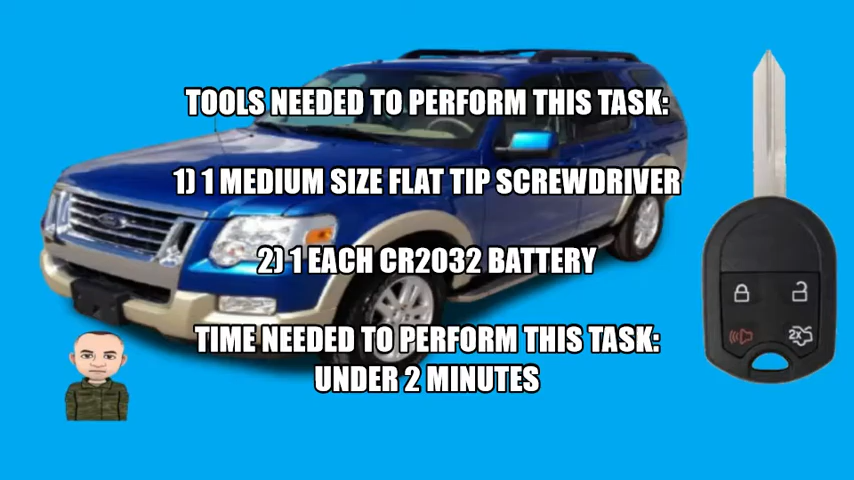 TOOLS NEEDED TO PERFORM THIS TASK:
1) 1 MEDIUM SIZE FLAT TIP SCREWDRIVER
2) 1 EACH CR2032 BATTERY
TIME NEEDED TO PERFORM THIS TASK:
UNDER 2 MINUTES
2X